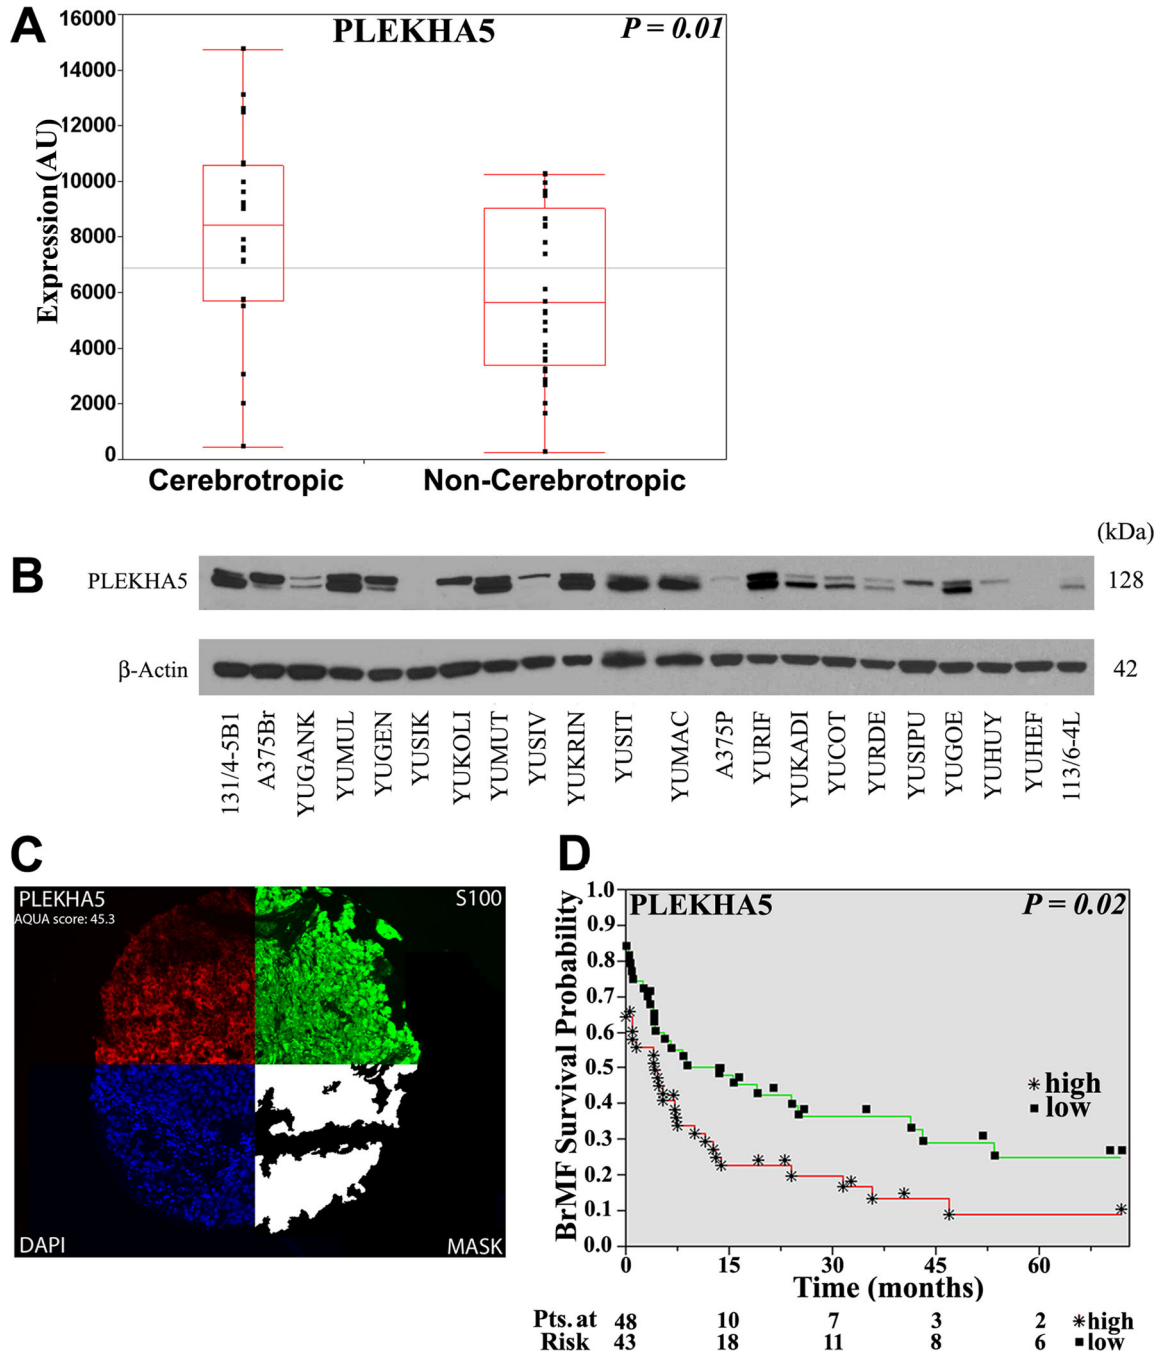 A
PLEKHA5
P = 0.01
Expression(AU)
16000
14000
12000
10000
8000
6000
4000
2000
0
Cerebrotropic
Non-Cerebrotropic
B
(kDa)
PLEKHA5
128
β-Actin
42
131/4-5B1
A375Br
YUGANK
YUMUL
YUGEN
YUSIK
YUKOLI
YUMUT
YUSIV
YUKRIN
YUSIT
YUMAC
A375P
YURIF
YUKADI
YUCOT
YURDE
YUSIPU
YUGOE
YUHUY
YUHEF
113/6-4L
C
PLEKHA5
AQUA score: 45.3
S100
DAPI
MASK
D
PLEKHA5
P = 0.02
BrMF Survival Probability
1.0
0.9
0.8
0.7
0.6
0.5
0.4
0.3
0.2
0.1
0.0
high
low
0 15 30 45 60
Time (months)
Pts. at 48 10 7 3 2 high
Risk 43 18 11 8 6 low